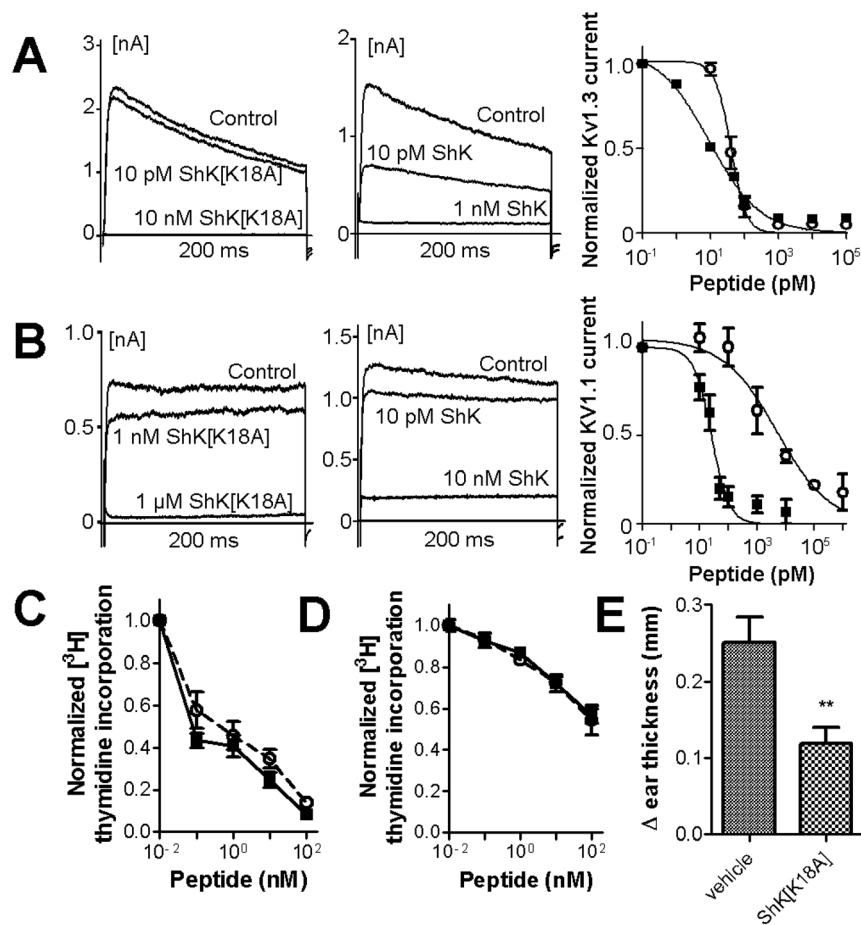 A
[nA]
3
2
1
0
Control
10 pM ShK[K18A]
10 nM ShK[K18A]
200 ms
[nA]
2
1
0
Control
10 pM ShK
1 nM ShK
200 ms
Normalized Kv1.3 current
1.0
0.5
0
10-1 101 103 105
Peptide (pM)
B
[nA]
1.0
0.5
0
Control
1 nM ShK[K18A]
1 µM ShK[K18A]
200 ms
[nA]
1.5
1.0
0.5
0
Control
10 pM ShK
10 nM ShK
200 ms
Normalized KV1.1 current
1.0
0.5
0
10-1 101 103 105
Peptide (pM)
C
Normalized [3H]
thymidine incorporation
1.0
0.8
0.6
0.4
0.2
0.0
10-2 100 102
Peptide (nM)
D
Normalized [3H]
thymidine incorporation
1.0
0.8
0.6
0.4
0.2
0.0
10-2 100 102
Peptide (nM)
E
Δ ear thickness (mm)
0.3
0.2
0.1
0.0
**
vehicle
ShK[K18A]